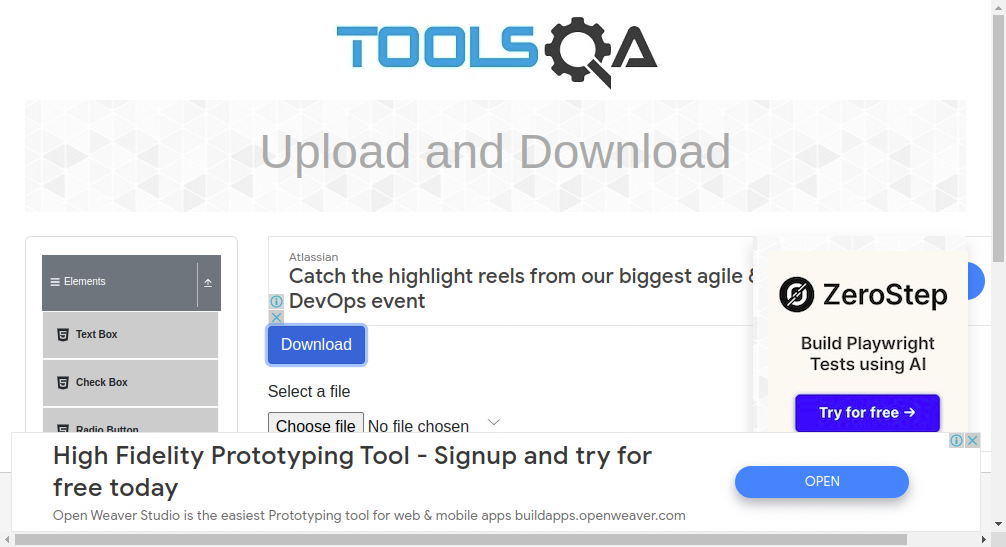 TOOLSQA
Upload and Download
Elements
Text Box
Check Box
Radio Button
Atlassian
Catch the highlight reels from our biggest agile &
DevOps event
Download
Select a file
Choose file No file chosen
ZeroStep
Build Playwright
Tests using AI
Try for free →
High Fidelity Prototyping Tool - Signup and try for
free today
Open Weaver Studio is the easiest Prototyping tool for web & mobile apps buildapps.openweaver.com
OPEN